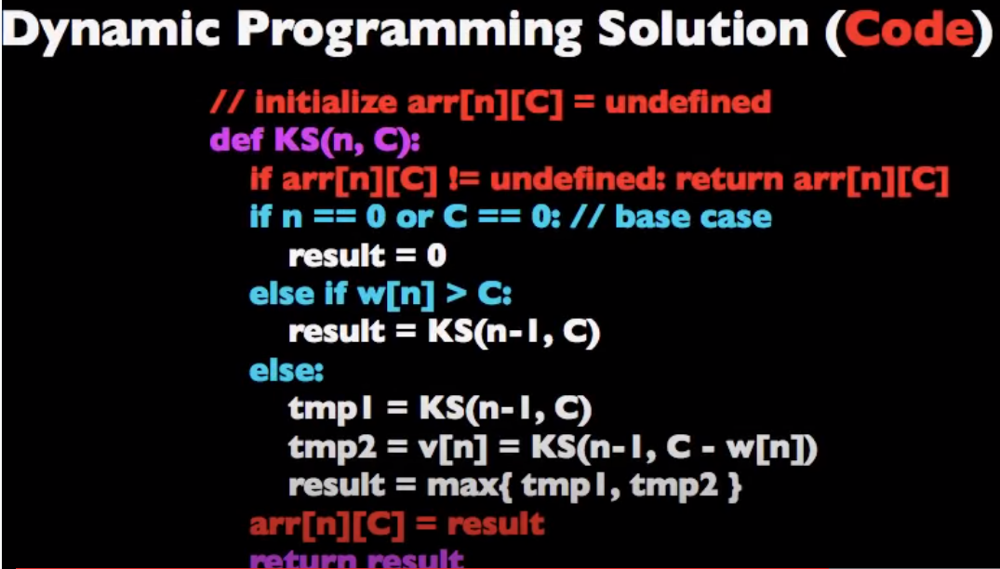 Dynamic Programming Solution (Code)
// initialize arr[n][C] = undefined
def KS(n, C):
if arr[n][C] != undefined: return arr[n][C]
if n == 0 or C == 0: // base case
result = 0
else if w[n] > C:
result = KS(n-1, C)
else:
tmp1 = KS(n-1, C)
tmp2 = v[n] = KS(n-1, C - w[n])
result = max{ tmp1, tmp2 }
arr[n][C] = result
return result